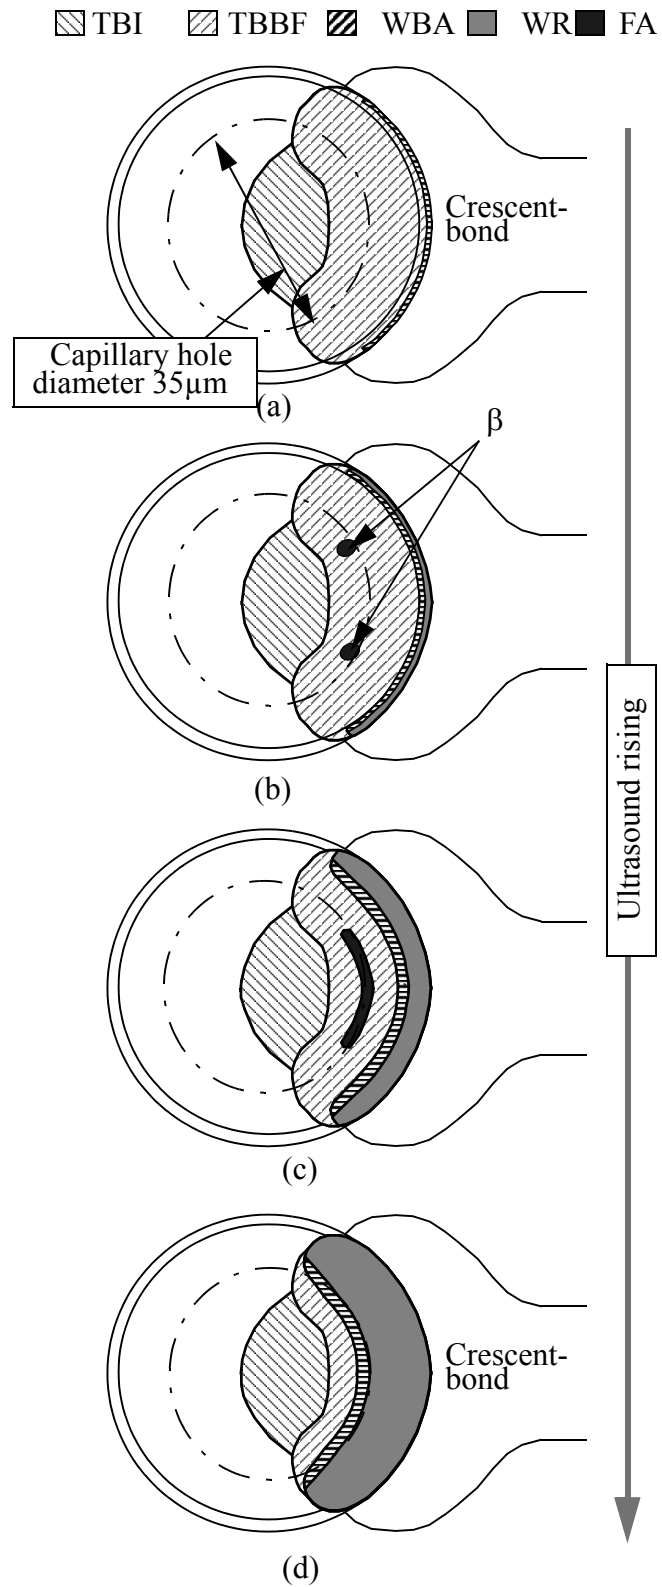 TBI TBBF WBA WR FA
Crescent-
bond
Capillary hole
diameter 35µm
(a)
β
(b)
Ultrasound rising
(c)
Crescent-
bond
(d)